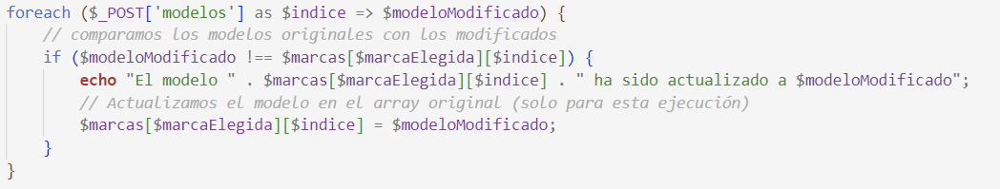 foreach ($_POST['modelos'] as $indice => $modeloModificado) {
    // comparamos los modelos originales con los modificados
    if ($modeloModificado !== $marcas[$marcaElegida][$indice]) {
        echo "El modelo " . $marcas[$marcaElegida][$indice] . " ha sido actualizado a $modeloModificado";
        // Actualizamos el modelo en el array original (solo para esta ejecución)
        $marcas[$marcaElegida][$indice] = $modeloModificado;
    }
}